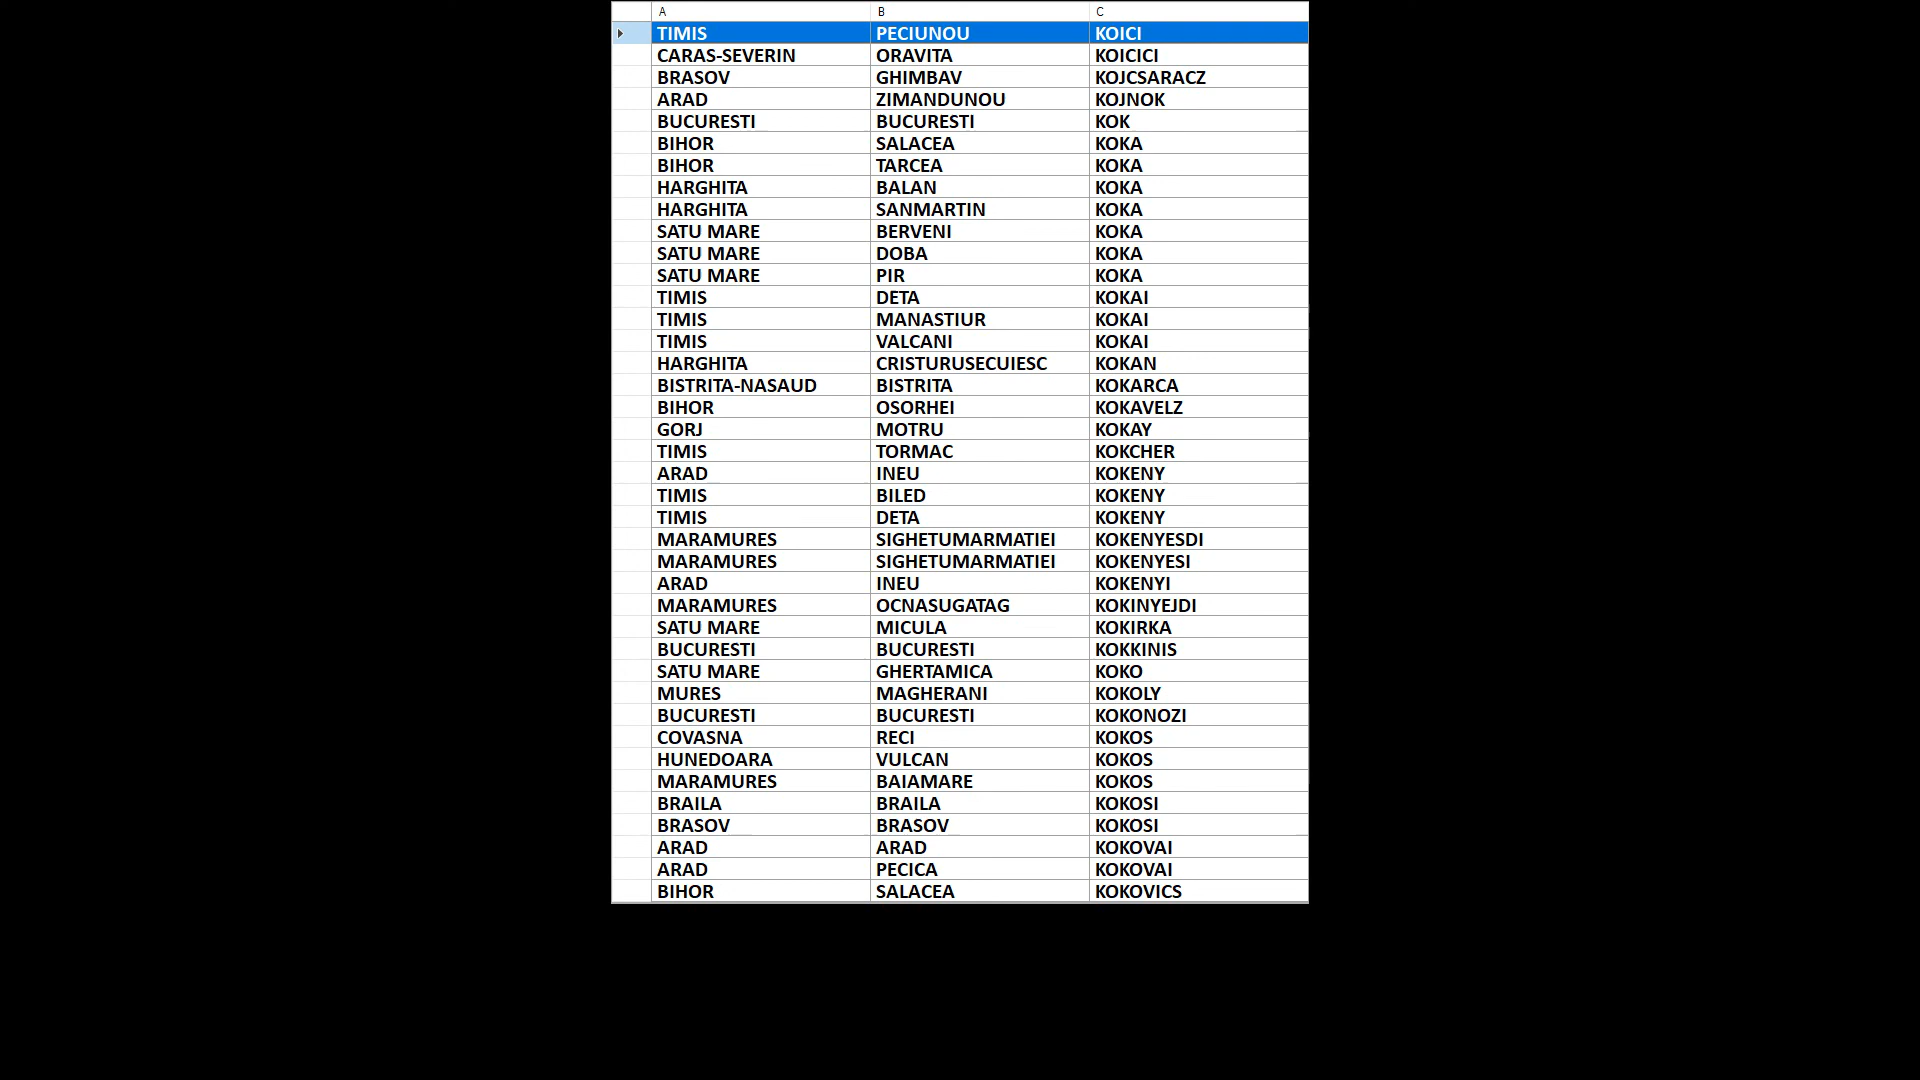 A B C
TIMIS PECIUNOU KOICI
CARAS-SEVERIN ORAVITA KOICICI
BRASOV GHIMBAV KOJCSARACZ
ARAD ZIMANDUNOU KOJNOK
BUCURESTI BUCURESTI KOK
BIHOR SALACEA KOKA
BIHOR TARCEA KOKA
HARGHITA BALAN KOKA
HARGHITA SANMARTIN KOKA
SATU MARE BERVENI KOKA
SATU MARE DOBA KOKA
SATU MARE PIR KOKA
TIMIS DETA KOKAI
TIMIS MANASTIUR KOKAI
TIMIS VALCANI KOKAI
HARGHITA CRISTURUSECUIESC KOKAN
BISTRITA-NASAUD BISTRITA KOKARCA
BIHOR OSORHEI KOKAVELZ
GORJ MOTRU KOKAY
TIMIS TORMAC KOKCHER
ARAD INEU KOKENY
TIMIS BILED KOKENY
TIMIS DETA KOKENY
MARAMURES SIGHETUMARMATIEI KOKENYESDI
MARAMURES SIGHETUMARMATIEI KOKENYESI
ARAD INEU KOKENYI
MARAMURES OCNASUGATAG KOKINYEJDI
SATU MARE MICULA KOKIRKA
BUCURESTI BUCURESTI KOKKINIS
SATU MARE GHERTAMICA KOKO
MURES MAGHERANI KOKOLY
BUCURESTI BUCURESTI KOKONOZI
COVASNA RECI KOKOS
HUNEDOARA VULCAN KOKOS
MARAMURES BAIAMARE KOKOS
BRAILA BRAILA KOKOSI
BRASOV BRASOV KOKOSI
ARAD ARAD KOKOVAI
ARAD PECICA KOKOVAI
BIHOR SALACEA KOKOVICS